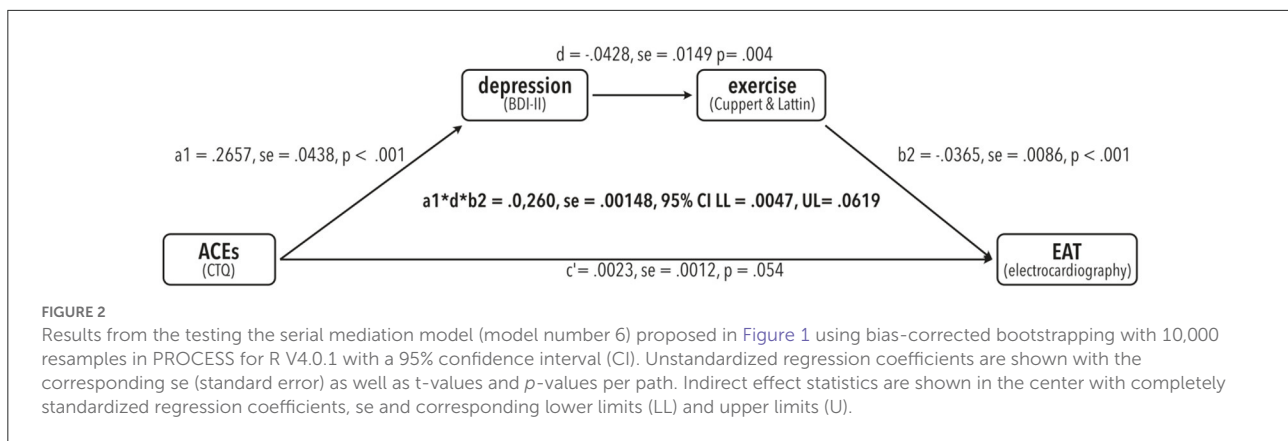 d = -.0428, se = .0149 p= .004
depression
(BDI-II)
exercise
(Cuppert & Lattin)
a1 = .2657, se = .0438, p < .001
b2 = -.0365, se = .0086, p < .001
a1*d*b2 = .0,260, se = .00148, 95% CI LL = .0047, UL= .0619
ACEs
(CTQ)
EAT
(electrocardiography)
c'= .0023, se = .0012, p = .054
FIGURE 2
Results from the testing the serial mediation model (model number 6) proposed in Figure 1 using bias-corrected bootstrapping with 10,000
resamples in PROCESS for R V4.0.1 with a 95% confidence interval (CI). Unstandardized regression coefficients are shown with the
corresponding se (standard error) as well as t-values and p-values per path. Indirect effect statistics are shown in the center with completely
standardized regression coefficients, se and corresponding lower limits (LL) and upper limits (U).